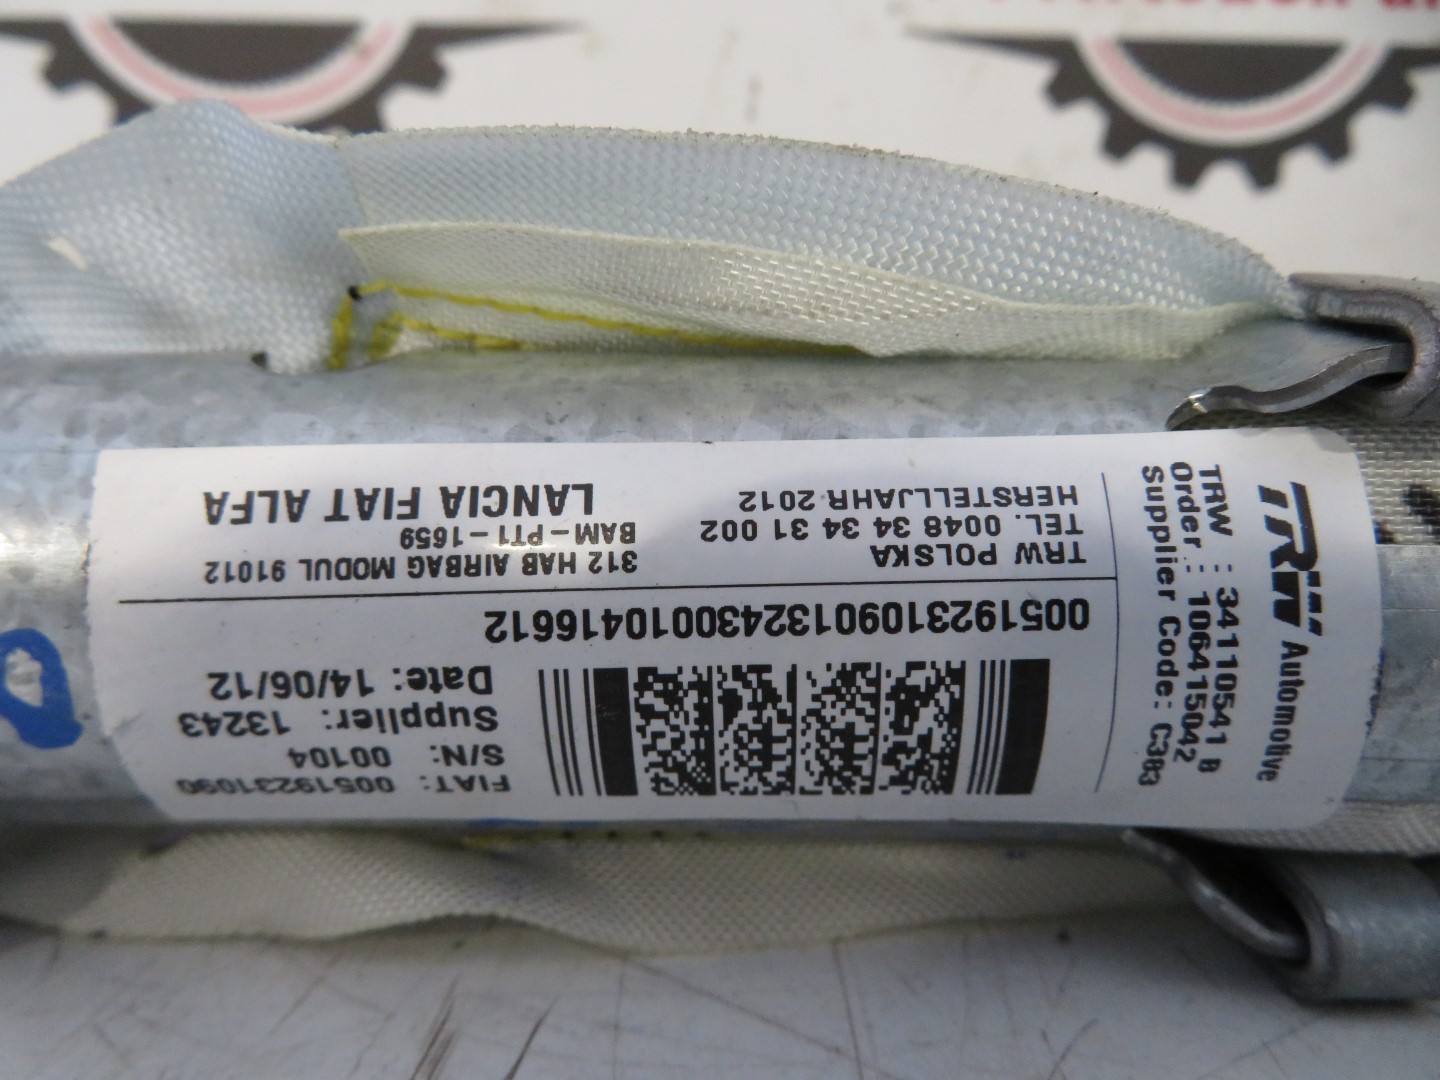 TRW Automotive
TRW : 34110541 B
Order : 106415042
Supplier Code: C383
TRW POLSKA
TEL. 0048 34 34 31 002
HERSTELLJAHR 2012
312 HAB AIRBAG MODUL 91012
BAM-PT1-1659
LANCIA FIAT ALFA
00519231090132430010416612
FIAT: 00519231090
S/N: 00104
Supplier: 13243
Date: 14/06/12